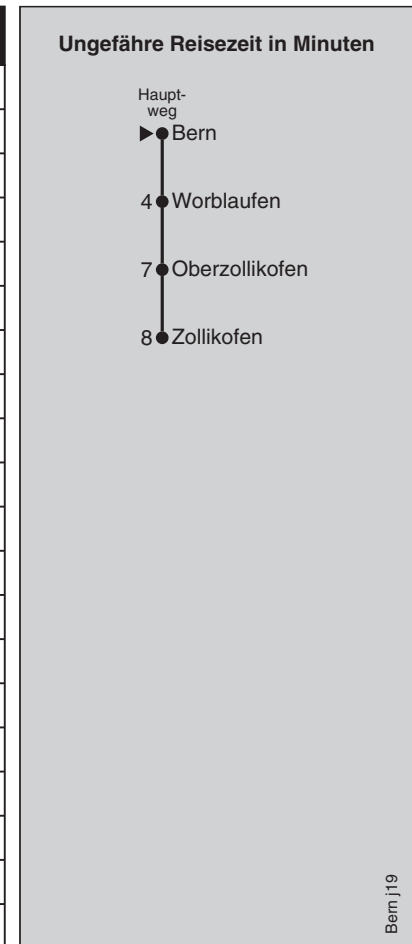 Ungefähre Reisezeit in Minuten
Haupt-
weg
Bern
4 Worblaufen
7 Oberzollikofen
8 Zollikofen
Bern j19